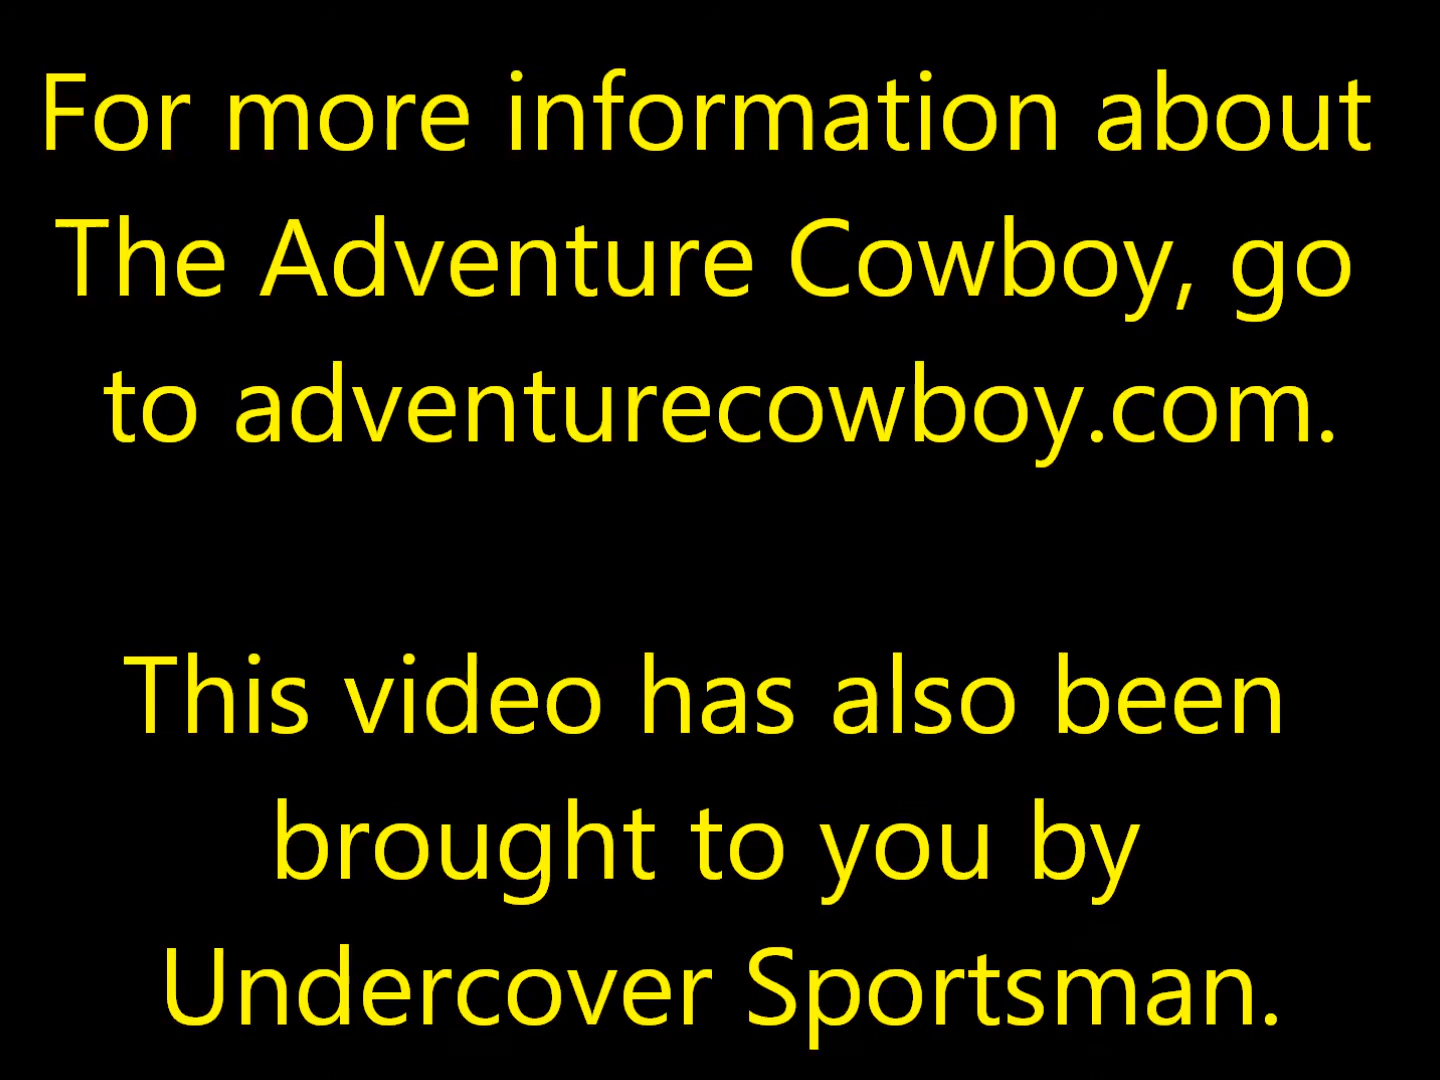 For more information about
The Adventure Cowboy, go
to adventurecowboy.com.
This video has also been
brought to you by
Undercover Sportsman.